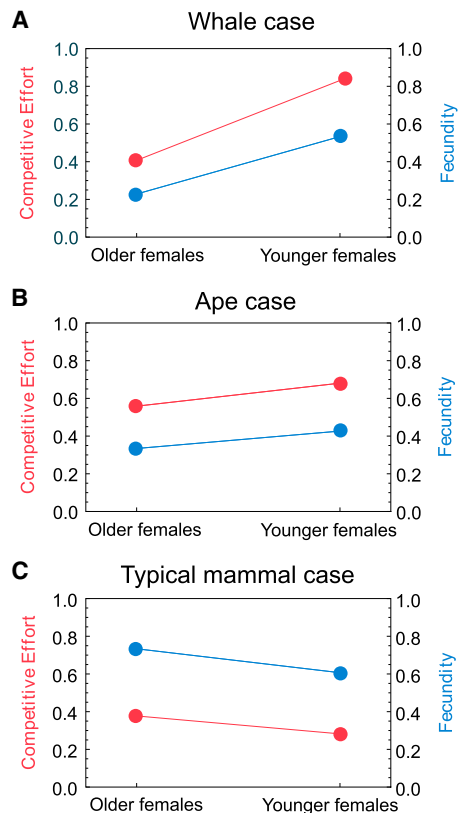 A
Whale case
Competitive Effort
1.0
0.8
0.6
0.4
0.2
0.0
1.0
0.8
0.6
0.4
0.2
0.0
Fecundity
Older females
Younger females
B
Ape case
Competitive Effort
1.0
0.8
0.6
0.4
0.2
0.0
1.0
0.8
0.6
0.4
0.2
0.0
Fecundity
Older females
Younger females
C
Typical mammal case
Competitive Effort
1.0
0.8
0.6
0.4
0.2
0.0
1.0
0.8
0.6
0.4
0.2
0.0
Fecundity
Older females
Younger females